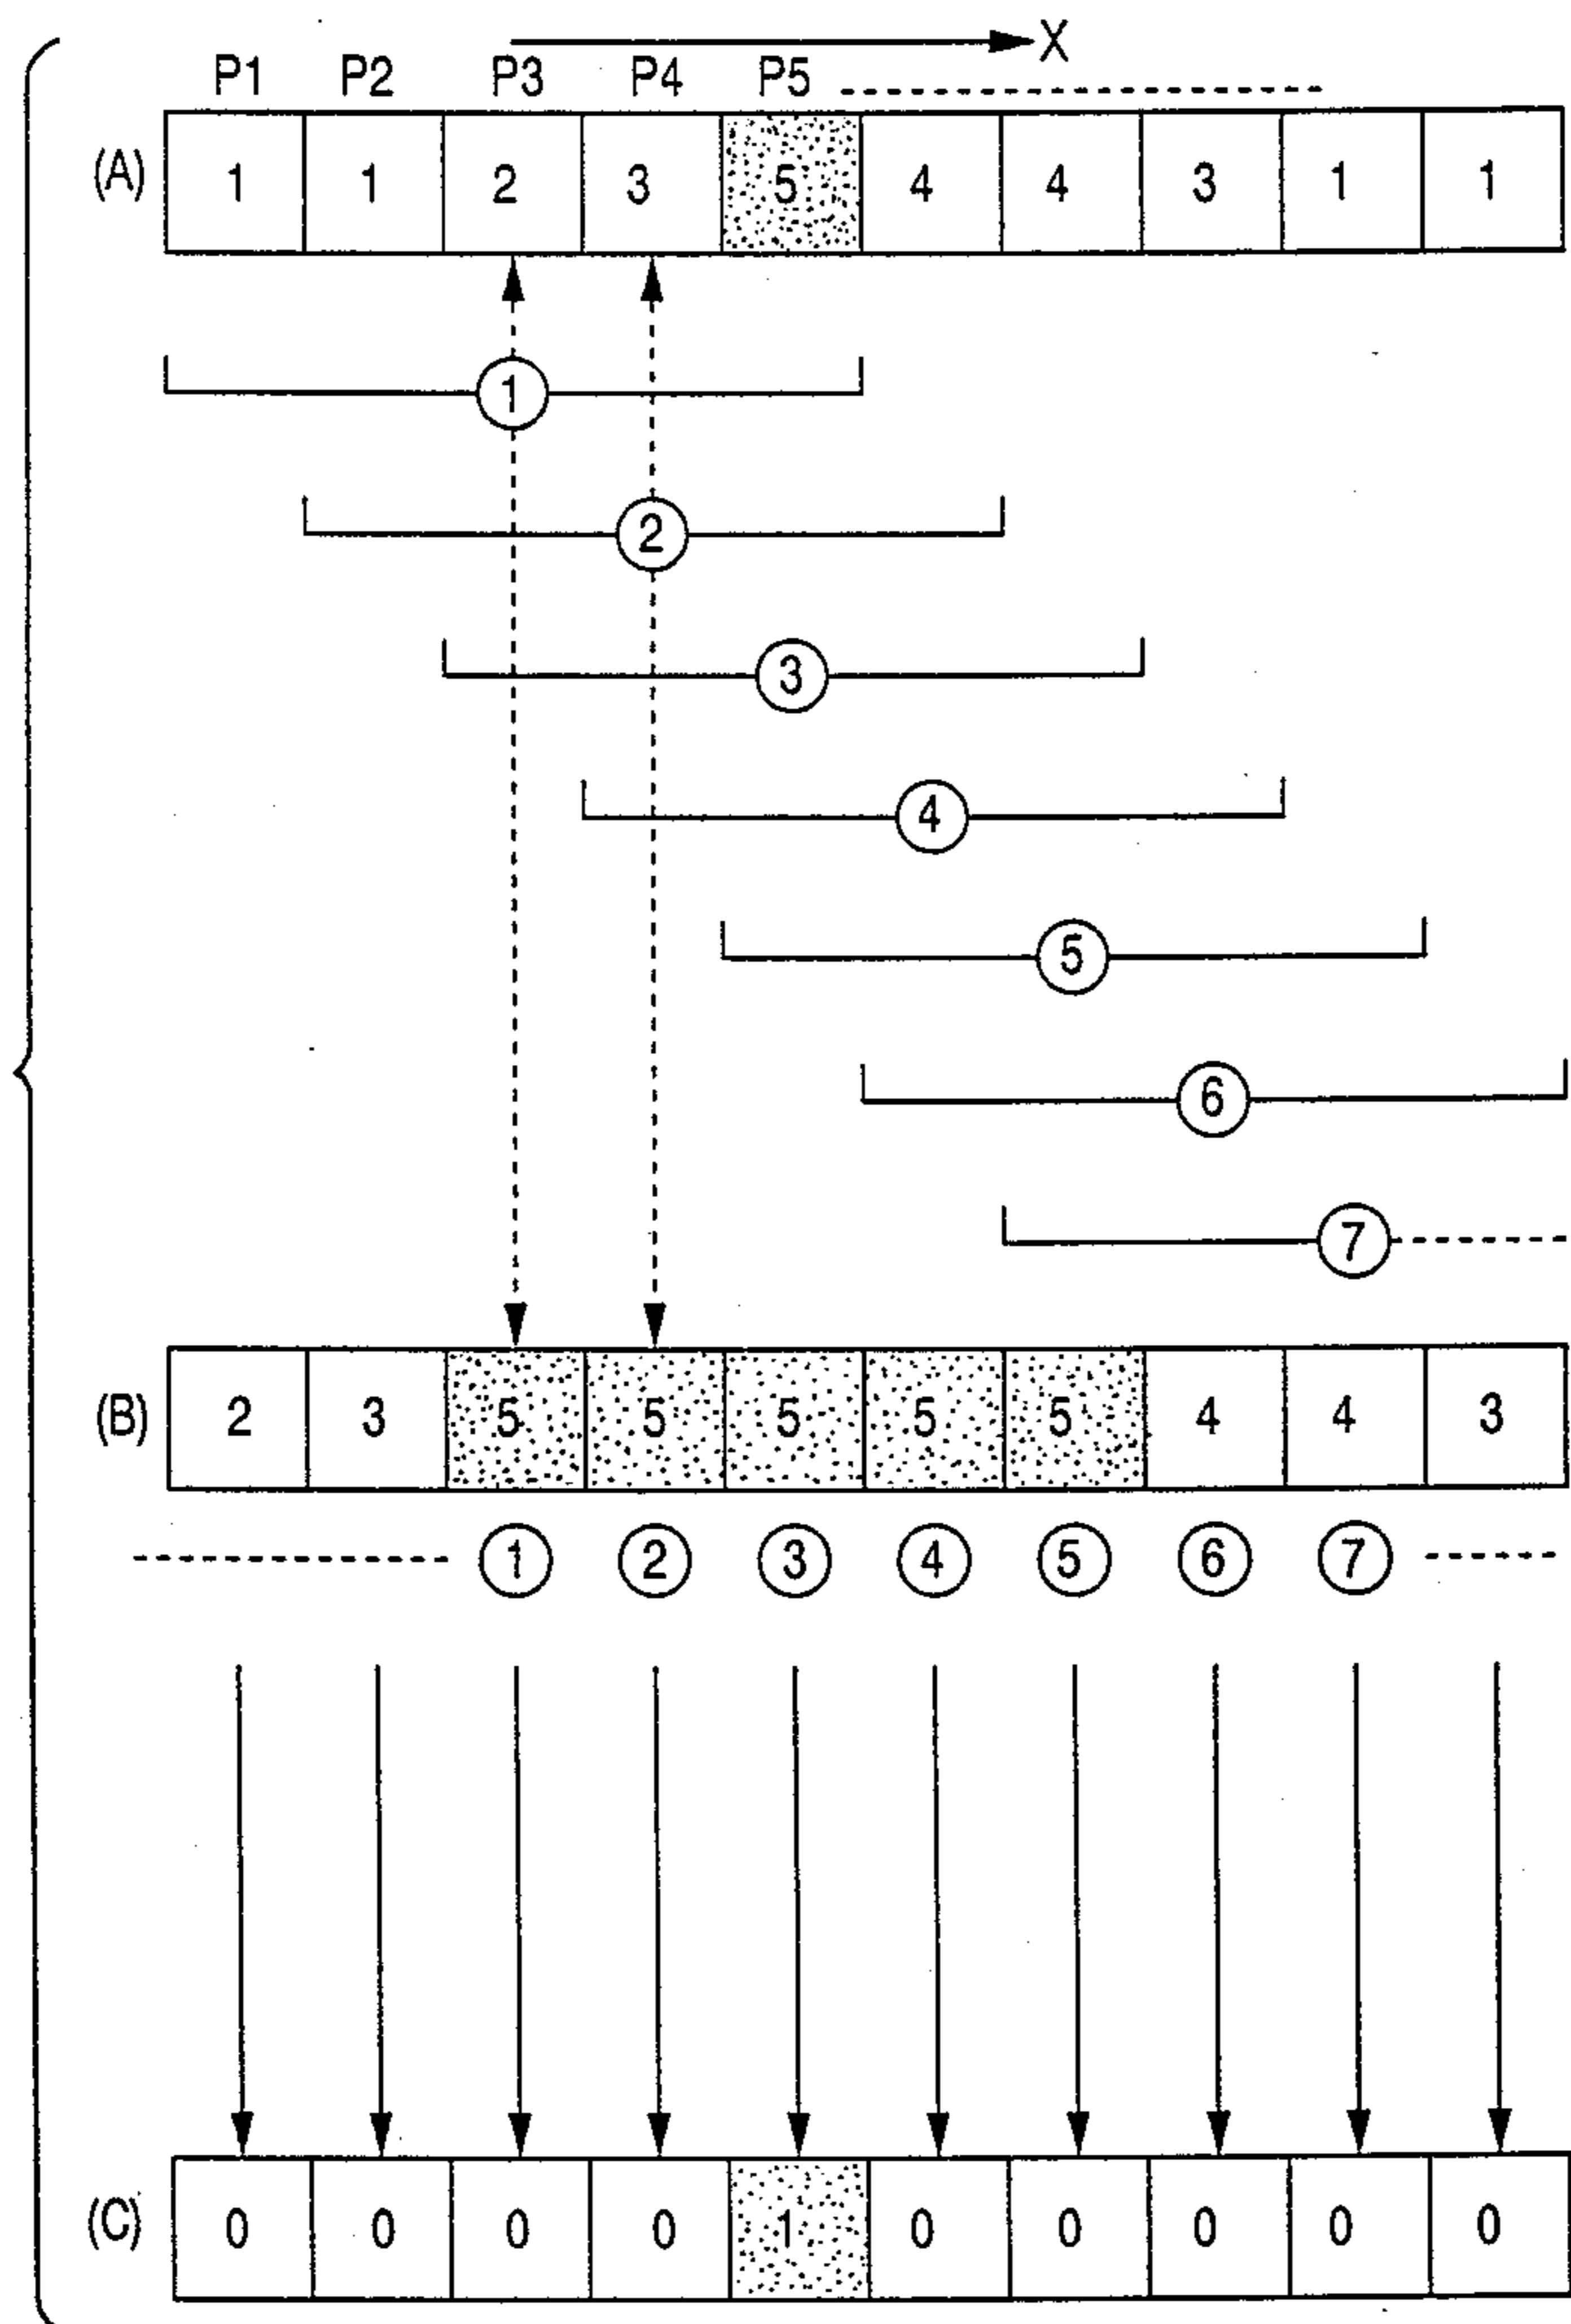 X
P1 P2 P3 P4 P5
(A) 1 1 2 3 5 4 4 3 1 1
①
②
③
④
⑤
⑥
⑦
(B) 2 3 5 5 5 5 5 4 4 3
① ② ③ ④ ⑤ ⑥ ⑦
(C) 0 0 0 0 1 0 0 0 0 0